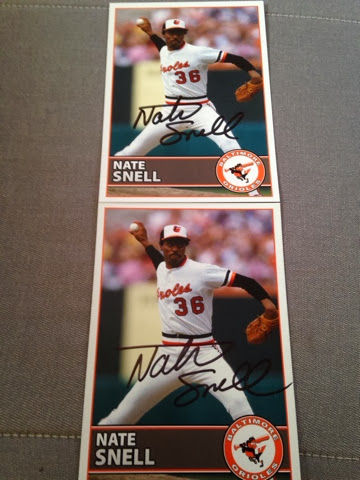 Orioles
36
Nate
Snell
NATE
SNELL
BALTIMORE
ORIOLES
Orioles
36
Nate
Snell
NATE
SNELL
BALTIMORE
ORIOLES